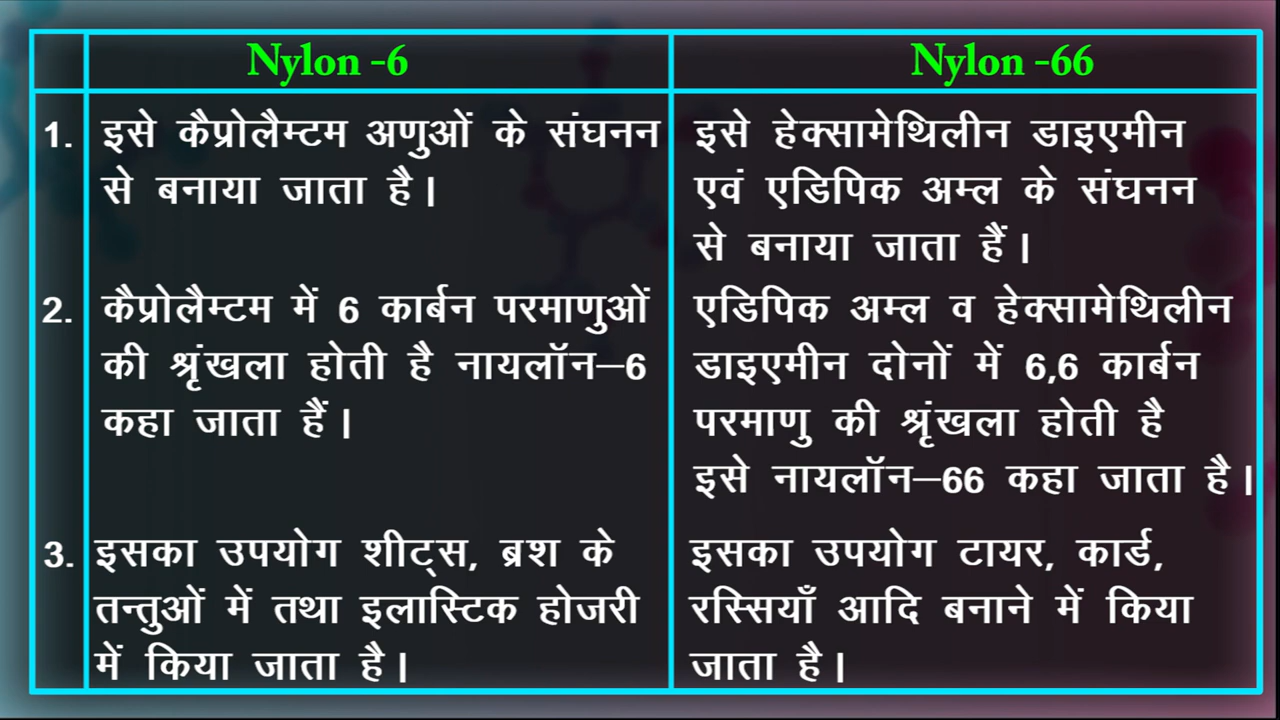 Nylon -6
Nylon -66
1. इसे कैप्रोलैम्टम अणुओं के संघनन
से बनाया जाता है।
इसे हेक्सामेथिलीन डाइएमीन
एवं एडिपिक अम्ल के संघनन
से बनाया जाता हैं।
2. कैप्रोलैम्टम में 6 कार्बन परमाणुओं
की श्रृंखला होती है नायलॉन–6
कहा जाता हैं।
एडिपिक अम्ल व हेक्सामेथिलीन
डाइएमीन दोनों में 6,6 कार्बन
परमाणु की श्रृंखला होती है
इसे नायलॉन–66 कहा जाता है।
3. इसका उपयोग शीट्स, ब्रश के
तन्तुओं में तथा इलास्टिक होजरी
में किया जाता है।
इसका उपयोग टायर, कार्ड,
रस्सियाँ आदि बनाने में किया
जाता है।